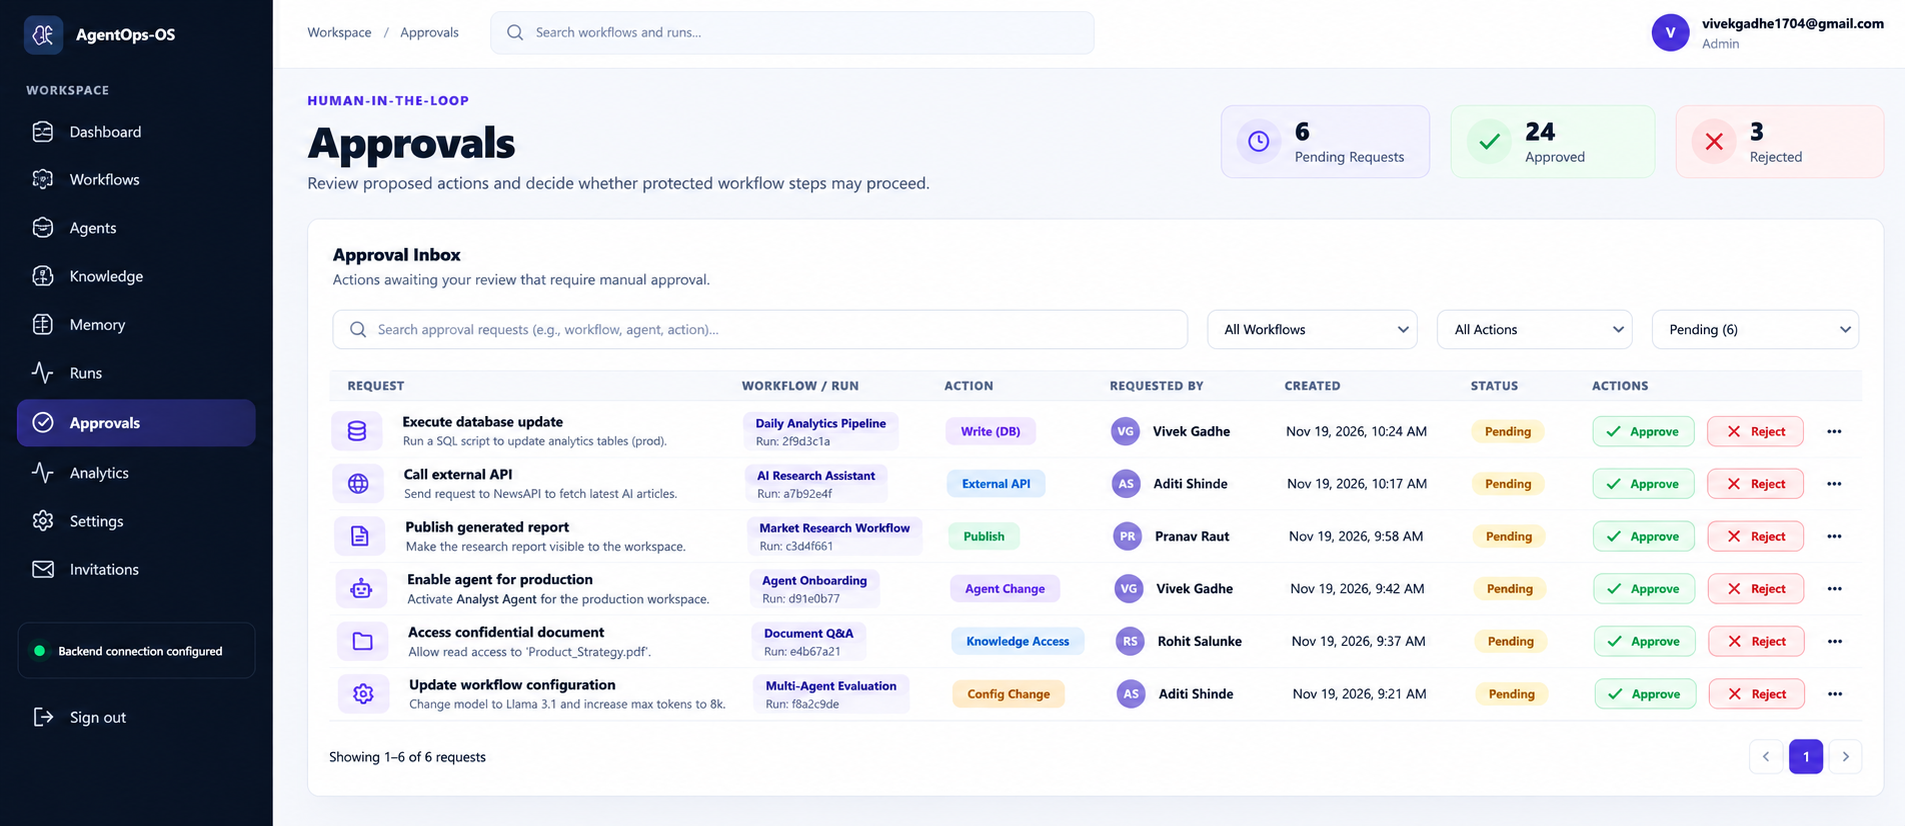 AgentOps-OS
WORKSPACE
Dashboard
Workflows
Agents
Knowledge
Memory
Runs
Approvals
Analytics
Settings
Invitations
Backend connection configured
Sign out
Workspace / Approvals
Search workflows and runs...
V
vivekgadhe1704@gmail.com
Admin
HUMAN-IN-THE-LOOP
Approvals
Review proposed actions and decide whether protected workflow steps may proceed.
6
Pending Requests
24
Approved
3
Rejected
Approval Inbox
Actions awaiting your review that require manual approval.
Search approval requests (e.g., workflow, agent, action)...
All Workflows
All Actions
Pending (6)
REQUEST WORKFLOW / RUN ACTION REQUESTED BY CREATED STATUS ACTIONS
Execute database update
Run a SQL script to update analytics tables (prod).
Daily Analytics Pipeline
Run: 2f9d3c1a
Write (DB)
VG Vivek Gadhe
Nov 19, 2026, 10:24 AM
Pending
Approve
Reject
Call external API
Send request to NewsAPI to fetch latest AI articles.
AI Research Assistant
Run: a7b92e4f
External API
AS Aditi Shinde
Nov 19, 2026, 10:17 AM
Pending
Approve
Reject
Publish generated report
Make the research report visible to the workspace.
Market Research Workflow
Run: c3d4f661
Publish
PR Pranav Raut
Nov 19, 2026, 9:58 AM
Pending
Approve
Reject
Enable agent for production
Activate Analyst Agent for the production workspace.
Agent Onboarding
Run: d91e0b77
Agent Change
VG Vivek Gadhe
Nov 19, 2026, 9:42 AM
Pending
Approve
Reject
Access confidential document
Allow read access to 'Product_Strategy.pdf'.
Document Q&A
Run: e4b67a21
Knowledge Access
RS Rohit Salunke
Nov 19, 2026, 9:37 AM
Pending
Approve
Reject
Update workflow configuration
Change model to Llama 3.1 and increase max tokens to 8k.
Multi-Agent Evaluation
Run: f8a2c9de
Config Change
AS Aditi Shinde
Nov 19, 2026, 9:21 AM
Pending
Approve
Reject
Showing 1–6 of 6 requests
1